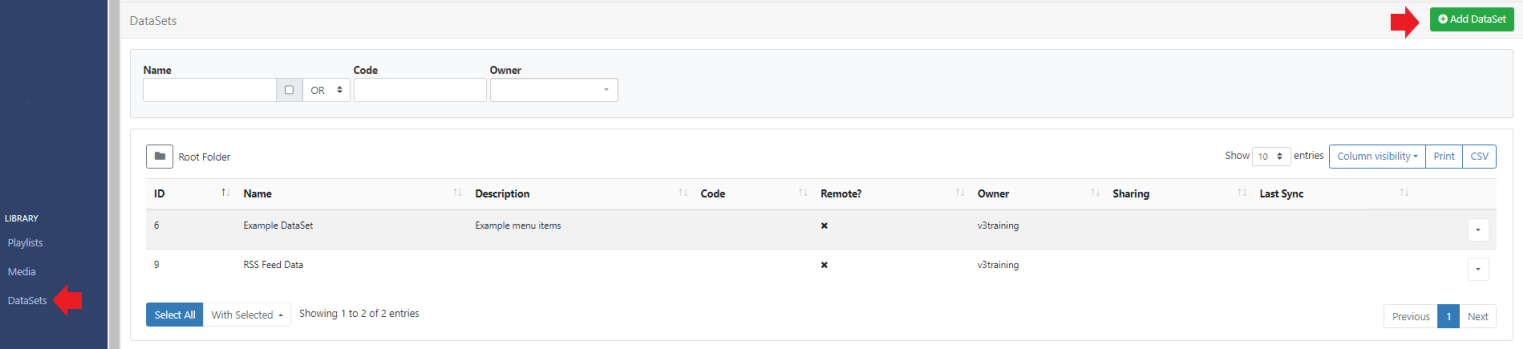 DataSets
Add DataSet
Name Code Owner
OR
Root Folder
Show 10 entries Column visibility Print CSV
ID Name Description Code Remote? Owner Sharing Last Sync
6 Example DataSet Example menu items v3training
9 RSS Feed Data v3training
Select All With Selected Showing 1 to 2 of 2 entries
Previous 1 Next
LIBRARY
Playlists
Media
DataSets